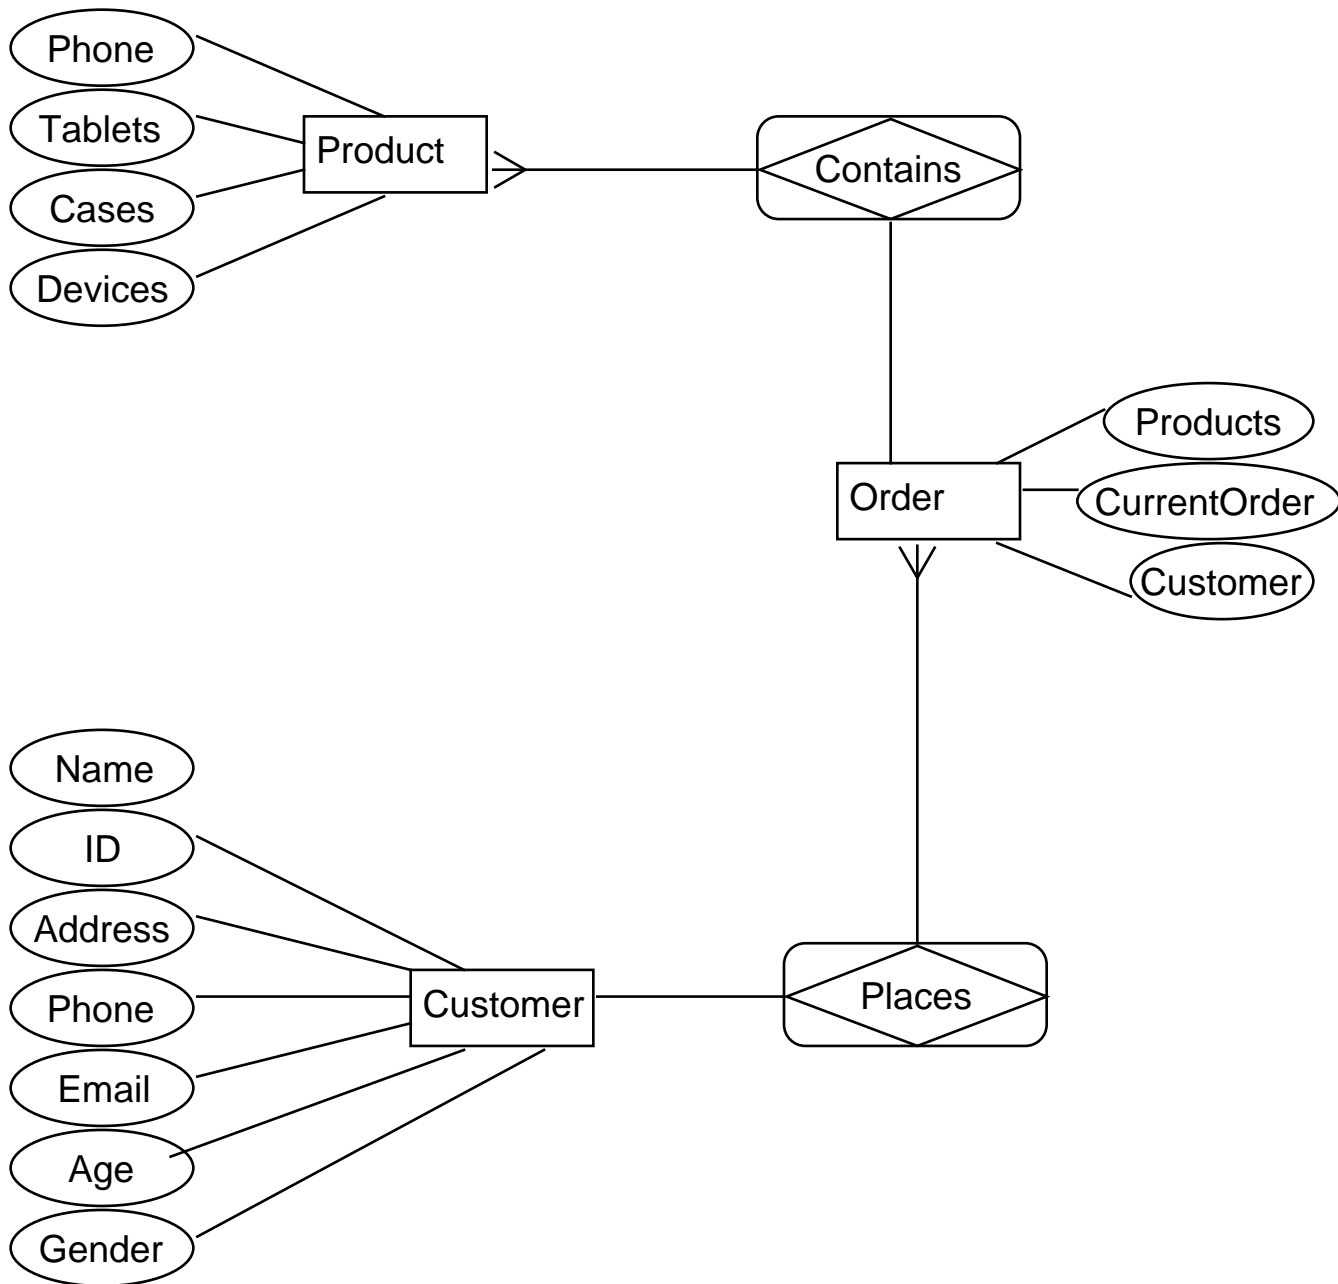 Phone
Tablets
Product
Contains
Cases
Devices
Products
Order
CurrentOrder
Customer
Name
ID
Address
Phone
Customer
Places
Email
Age
Gender